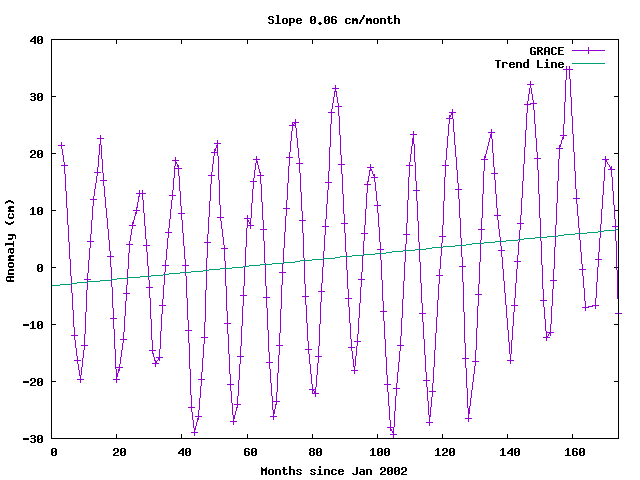 Slope 0.06 cm/month
GRACE
Trend Line
40
30
20
10
0
-10
-20
-30
Anomaly (cm)
0 20 40 60 80 100 120 140 160
Months since Jan 2002